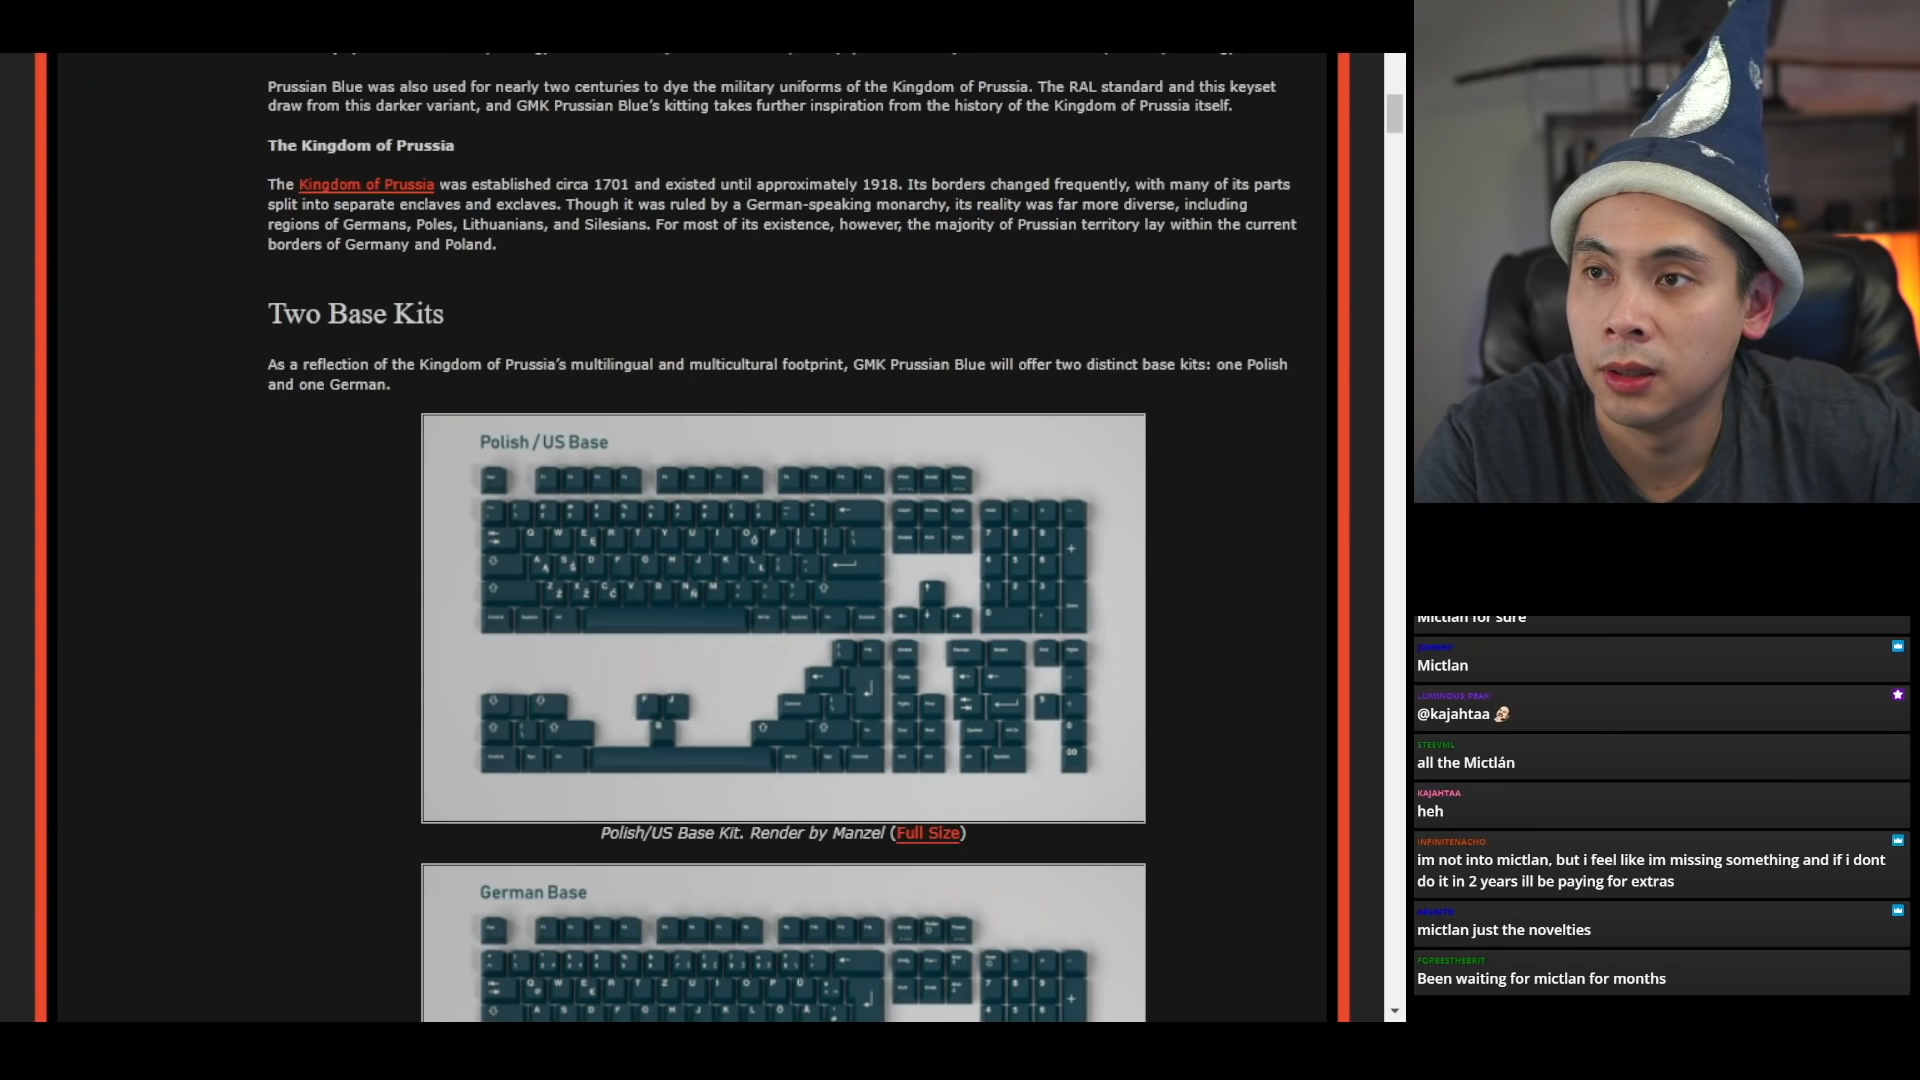 Prussian Blue was also used for nearly two centuries to dye the military uniforms of the Kingdom of Prussia. The RAL standard and this keyset
draw from this darker variant, and GMK Prussian Blue's kitting takes further inspiration from the history of the Kingdom of Prussia itself.
The Kingdom of Prussia
The Kingdom of Prussia was established circa 1701 and existed until approximately 1918. Its borders changed frequently, with many of its parts
split into separate enclaves and exclaves. Though it was ruled by a German-speaking monarchy, its reality was far more diverse, including
regions of Germans, Poles, Lithuanians, and Silesians. For most of its existence, however, the majority of Prussian territory lay within the current
borders of Germany and Poland.
Two Base Kits
As a reflection of the Kingdom of Prussia's multilingual and multicultural footprint, GMK Prussian Blue will offer two distinct base kits: one Polish
and one German.
Polish / US Base
Polish/US Base Kit. Render by Manzel (Full Size)
German Base
Mictlan for sure
Mictlan
LUMINOUS_PEAK
@kajahtaa
STEEVML
all the Mictlán
KAJAHTAA
heh
INFINITENACHO
im not into mictlan, but i feel like im missing something and if i dont
do it in 2 years ill be paying for extras
mictlan just the novelties
FORBESTHEBRIT
Been waiting for mictlan for months